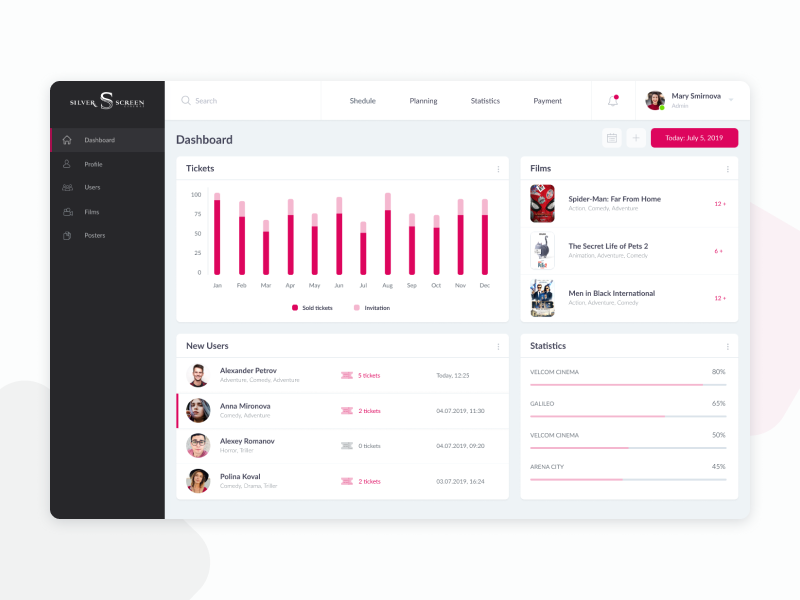 SILVER S SCREEN
Search
Shedule
Planning
Statistics
Payment
Mary Smirnova
Admin
Dashboard
Profile
Users
Films
Posters
Dashboard
Today: July 5, 2019
Tickets
100
75
50
25
0
Jan Feb Mar Apr May Jun Jul Aug Sep Oct Nov Dec
Sold tickets
Invitation
Films
Spider-Man: Far From Home
Action, Comedy, Adventure
12 +
The Secret Life of Pets 2
Animation, Adventure, Comedy
6 +
Men in Black International
Action, Adventure, Comedy
12 +
New Users
Alexander Petrov
Adventure, Comedy, Adventure
5 tickets
Today, 12:25
Anna Mironova
Comedy, Adventure
2 tickets
04.07.2019, 11:30
Alexey Romanov
Horror, Triller
0 tickets
04.07.2019, 09:20
Polina Koval
Comedy, Drama, Triller
2 tickets
03.07.2019, 16:24
Statistics
VELCOM CINEMA 80%
GALILEO 65%
VELCOM CINEMA 50%
ARENA CITY 45%